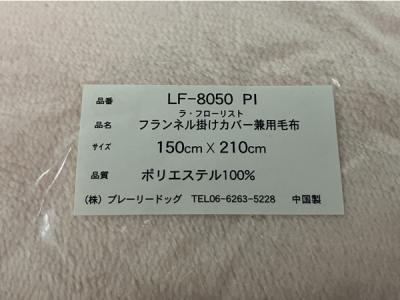 品番 LF-8050 PI
ラ・フローリスト
品名 フランネル掛けカバー兼用毛布
サイズ 150cm×210cm
品質 ポリエステル100%
(株) プレーリードッグ TEL06-6263-5228 中国製